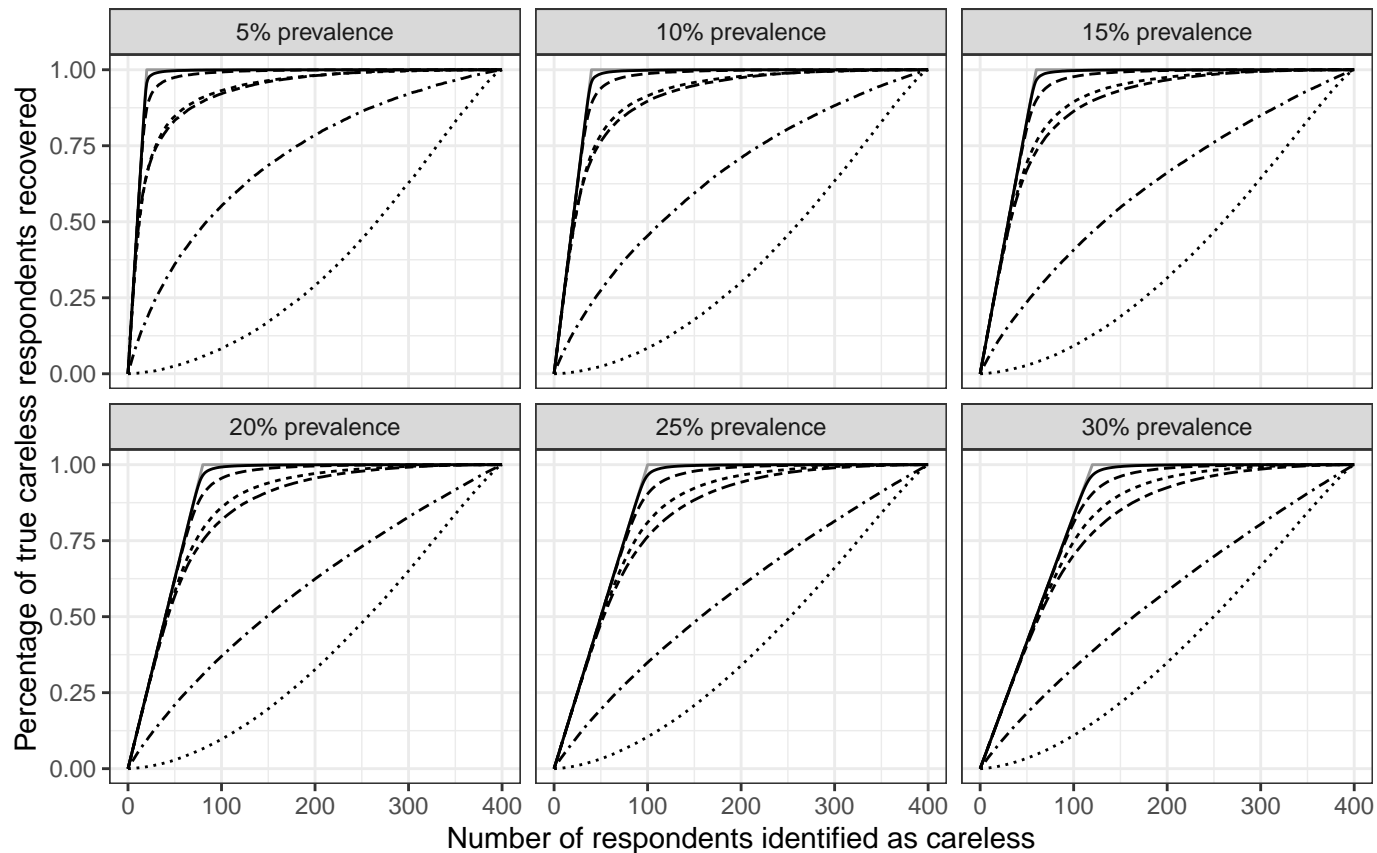 5% prevalence
10% prevalence
15% prevalence
1.00
0.75
0.50
0.25
0.00
20% prevalence
25% prevalence
30% prevalence
1.00
0.75
0.50
0.25
0.00
0 100 200 300 400
0 100 200 300 400
0 100 200 300 400
Number of respondents identified as careless
Percentage of true careless respondents recovered